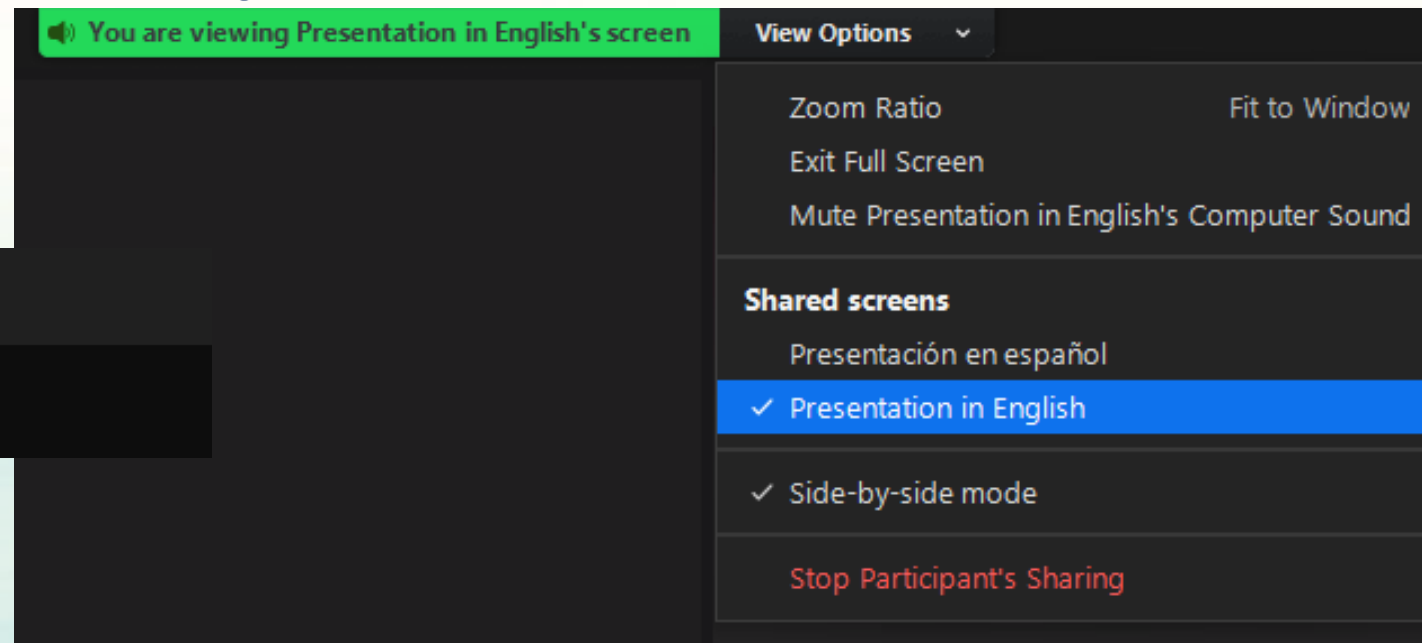 You are viewing Presentation in English's screen View Options
Zoom Ratio Fit to Window
Exit Full Screen
Mute Presentation in English's Computer Sound
Shared screens
Presentación en español
Presentation in English
Side-by-side mode
Stop Participant's Sharing